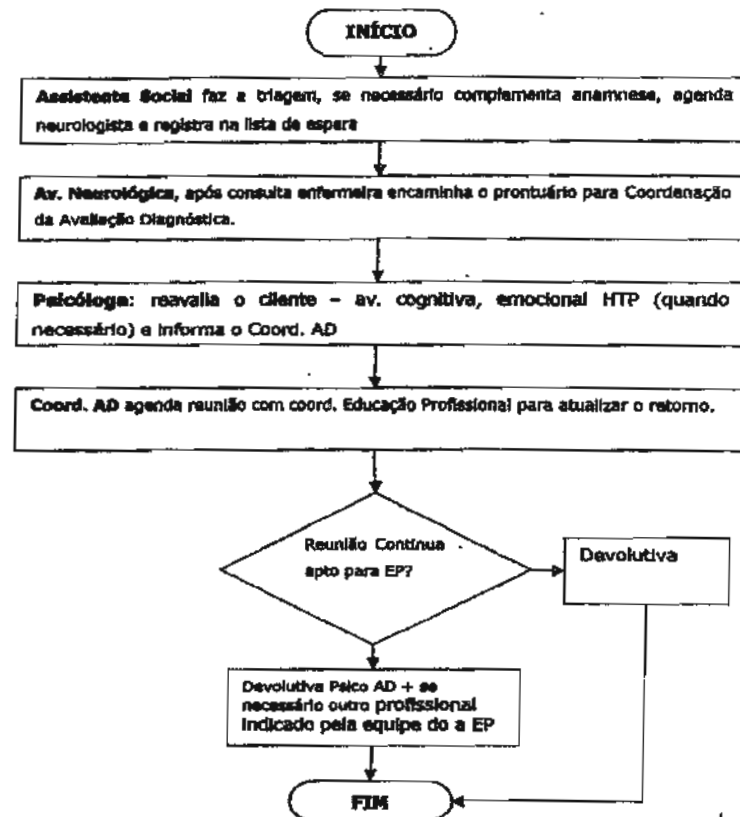 INÍCIO
Assistente Social faz a triagem, se necessário complementa anamnese, agenda
neurologista e registra na lista de espera
Av. Neurológica, após consulta enfermeira encaminha o prontuário para Coordenação
da Avaliação Diagnóstica.
Psicóloga: reavalia o cliente – av. cognitiva, emocional HTP (quando
necessário) e informa o Coord. AD
Coord. AD agenda reunião com coord. Educação Profissional para atualizar o retorno.
Reunião Contínua
apto para EP?
Devolutiva
Devolutiva Psico AD + se
necessário outro profissional
indicado pela equipe do a EP
FIM